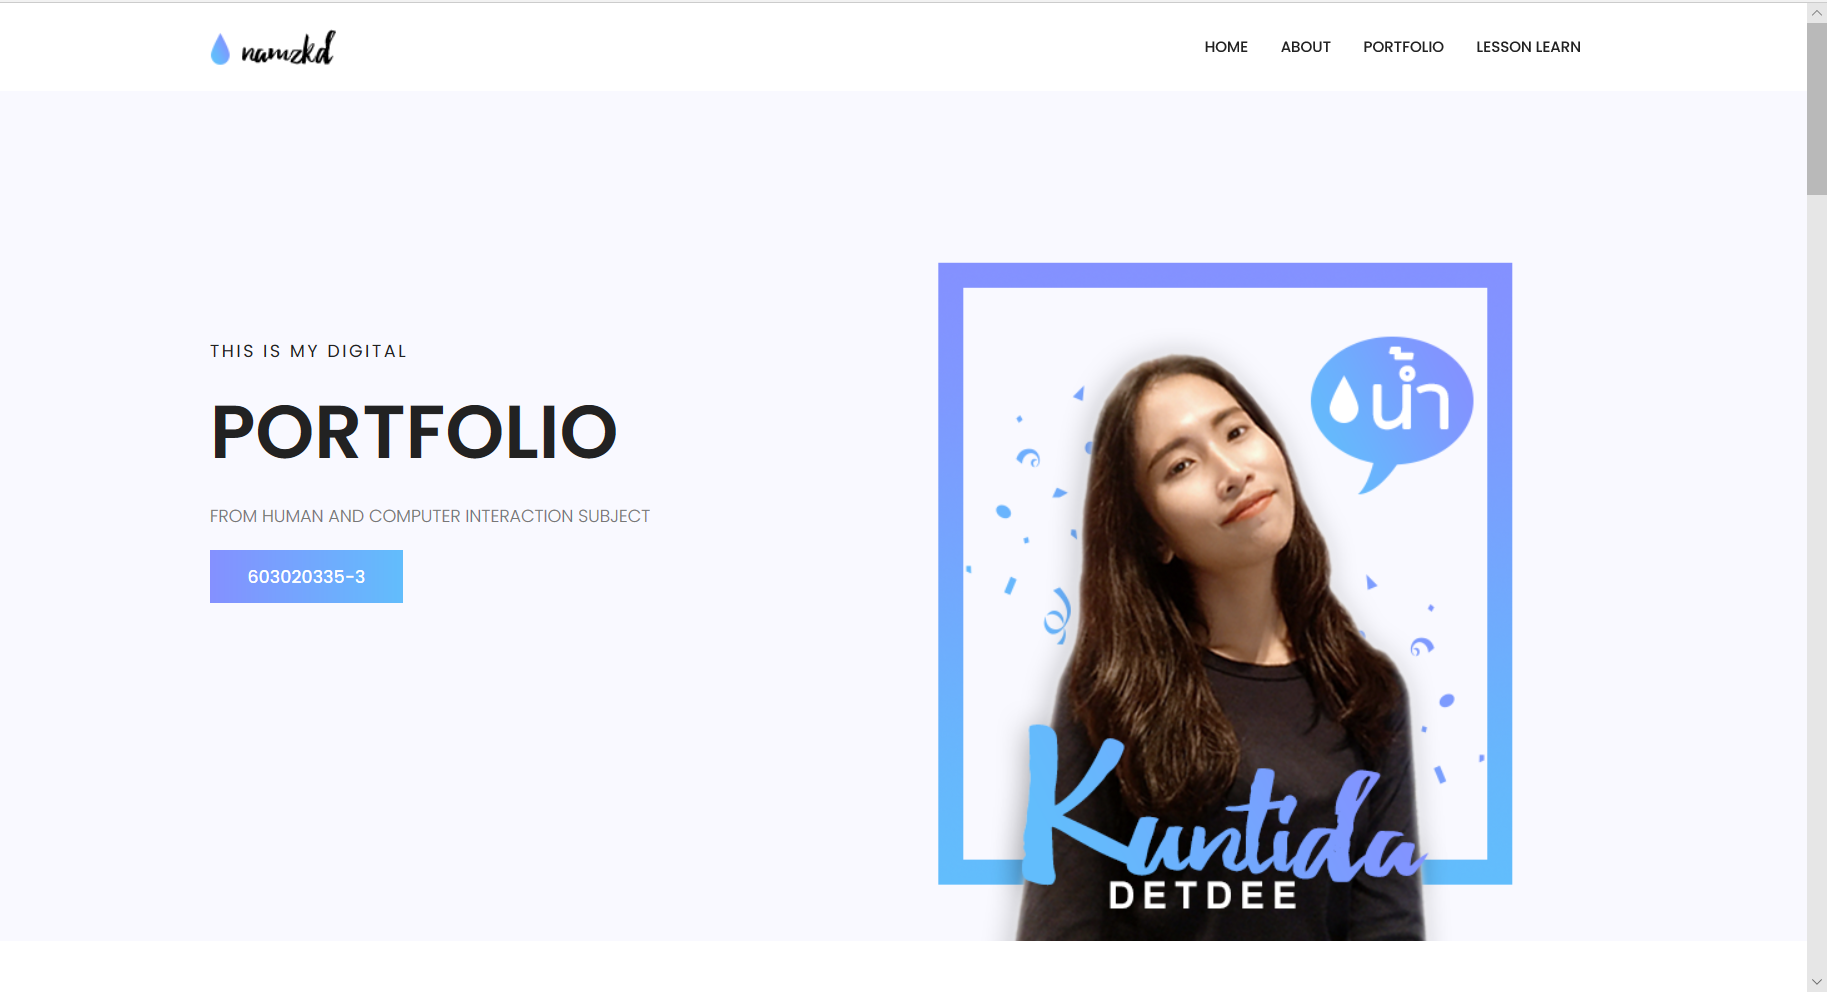 namzkd
HOME ABOUT PORTFOLIO LESSON LEARN
THIS IS MY DIGITAL
PORTFOLIO
FROM HUMAN AND COMPUTER INTERACTION SUBJECT
603020335-3
น้ำ
Kuntida
DETDEE